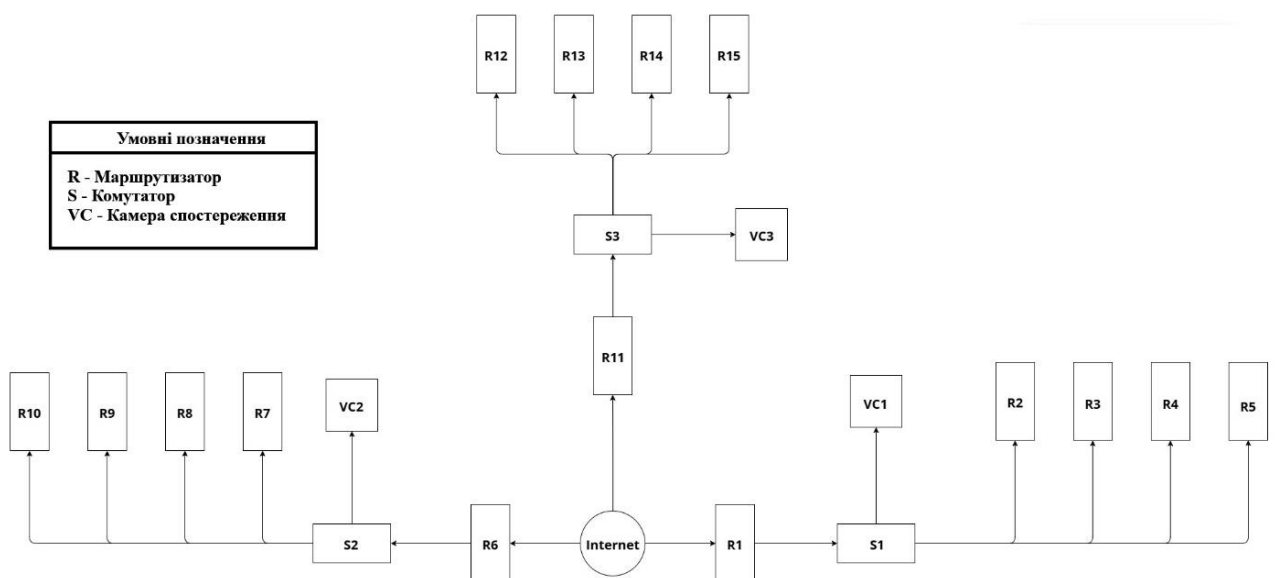 R12 R13 R14 R15
Умовні позначення
R - Маршрутизатор
S - Комутатор
VC - Камера спостереження
S3 VC3
R11
R10 R9 R8 R7 VC2 VC1 R2 R3 R4 R5
S2 R6 Internet R1 S1